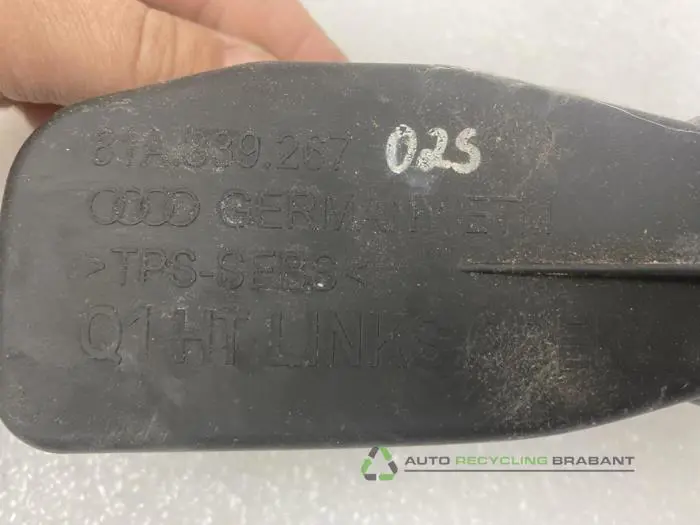 81A.839.267 025
GERMANY
>TPS-SEBS<
Q1 HT LINKS
AUTO RECYCLING BRABANT